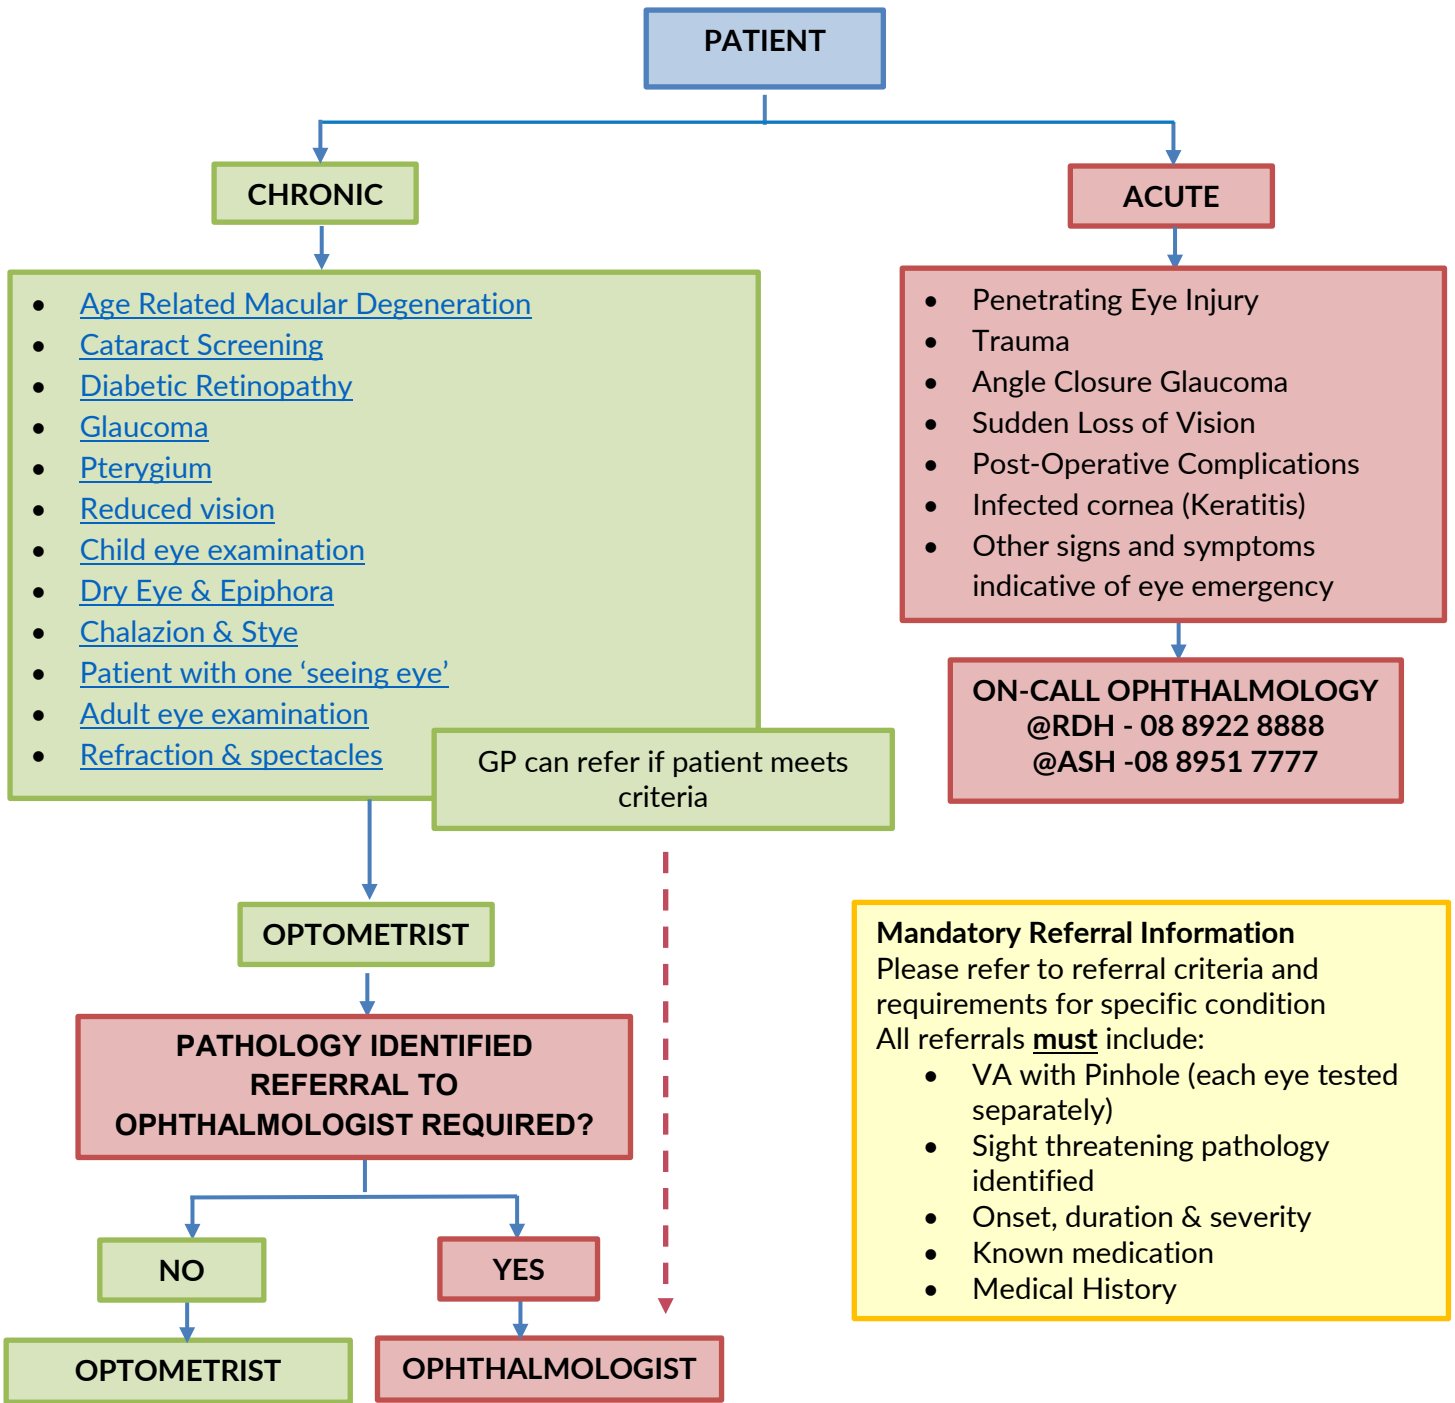 PATIENT
CHRONIC
ACUTE
• Age Related Macular Degeneration
• Cataract Screening
• Diabetic Retinopathy
• Glaucoma
• Pterygium
• Reduced vision
• Child eye examination
• Dry Eye & Epiphora
• Chalazion & Stye
• Patient with one ‘seeing eye’
• Adult eye examination
• Refraction & spectacles
GP can refer if patient meets
criteria
• Penetrating Eye Injury
• Trauma
• Angle Closure Glaucoma
• Sudden Loss of Vision
• Post-Operative Complications
• Infected cornea (Keratitis)
• Other signs and symptoms
indicative of eye emergency
ON-CALL OPHTHALMOLOGY
@RDH - 08 8922 8888
@ASH -08 8951 7777
OPTOMETRIST
PATHOLOGY IDENTIFIED
REFERRAL TO
OPHTHALMOLOGIST REQUIRED?
NO
YES
OPTOMETRIST
OPHTHALMOLOGIST
Mandatory Referral Information
Please refer to referral criteria and
requirements for specific condition
All referrals must include:
• VA with Pinhole (each eye tested
separately)
• Sight threatening pathology
identified
• Onset, duration & severity
• Known medication
• Medical History